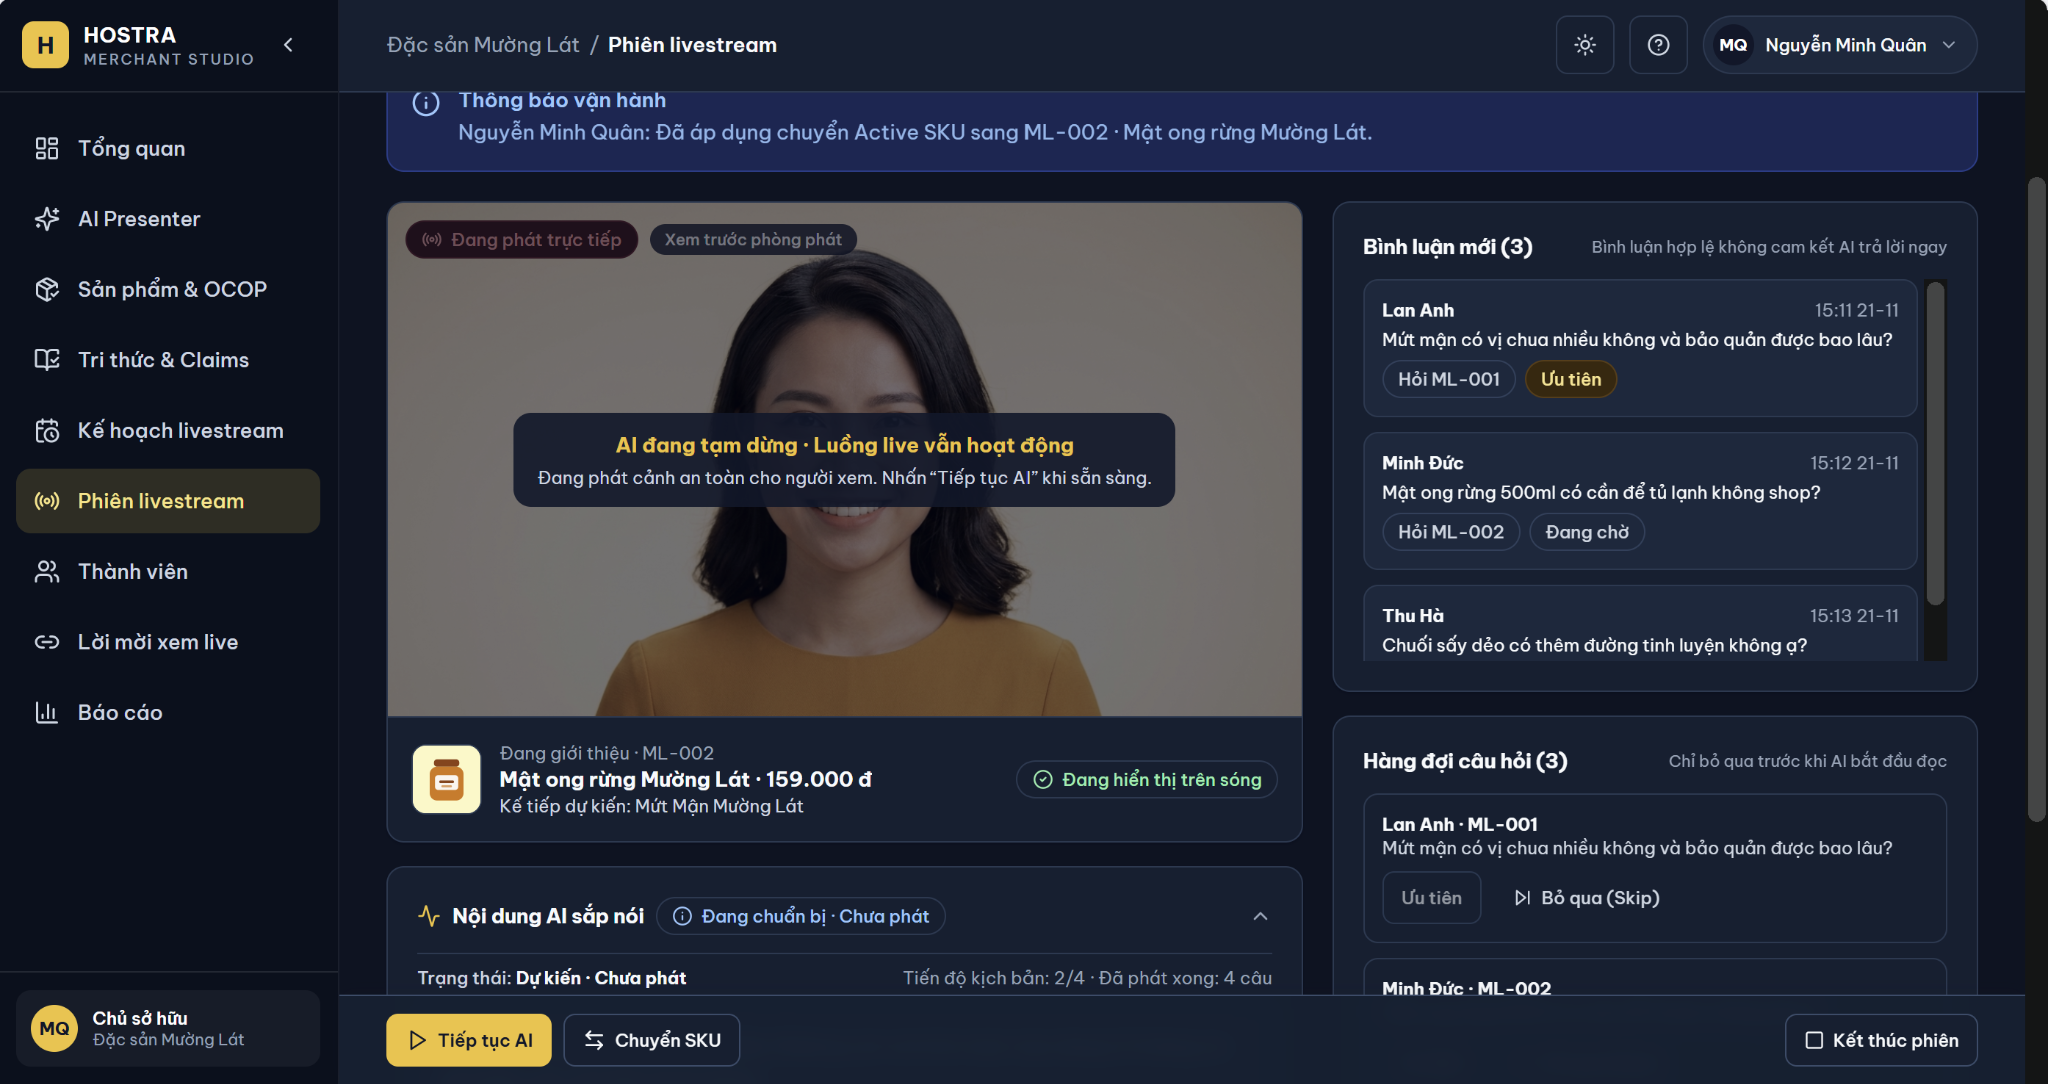 H
HOSTRA
MERCHANT STUDIO
Đặc sản Mường Lát / Phiên livestream
MQ Nguyễn Minh Quân
Tổng quan
AI Presenter
Sản phẩm & OCOP
Tri thức & Claims
Kế hoạch livestream
Phiên livestream
Thành viên
Lời mời xem live
Báo cáo
MQ
Chủ sở hữu
Đặc sản Mường Lát
Thông báo vận hành
Nguyễn Minh Quân: Đã áp dụng chuyển Active SKU sang ML-002 · Mật ong rừng Mường Lát.
Đang phát trực tiếp
Xem trước phòng phát
AI đang tạm dừng · Luồng live vẫn hoạt động
Đang phát cảnh an toàn cho người xem. Nhấn “Tiếp tục AI” khi sẵn sàng.
Đang giới thiệu · ML-002
Mật ong rừng Mường Lát · 159.000 đ
Kế tiếp dự kiến: Mứt Mận Mường Lát
Đang hiển thị trên sóng
Nội dung AI sắp nói
Đang chuẩn bị · Chưa phát
Trạng thái: Dự kiến · Chưa phát
Tiến độ kịch bản: 2/4 · Đã phát xong: 4 câu
Bình luận mới (3)
Bình luận hợp lệ không cam kết AI trả lời ngay
Lan Anh
15:11 21-11
Mứt mận có vị chua nhiều không và bảo quản được bao lâu?
Hỏi ML-001
Ưu tiên
Minh Đức
15:12 21-11
Mật ong rừng 500ml có cần để tủ lạnh không shop?
Hỏi ML-002
Đang chờ
Thu Hà
15:13 21-11
Chuối sấy dẻo có thêm đường tinh luyện không ạ?
Hàng đợi câu hỏi (3)
Chỉ bỏ qua trước khi AI bắt đầu đọc
Lan Anh · ML-001
Mứt mận có vị chua nhiều không và bảo quản được bao lâu?
Ưu tiên
Bỏ qua (Skip)
Minh Đức · ML-002
Tiếp tục AI
Chuyển SKU
Kết thúc phiên